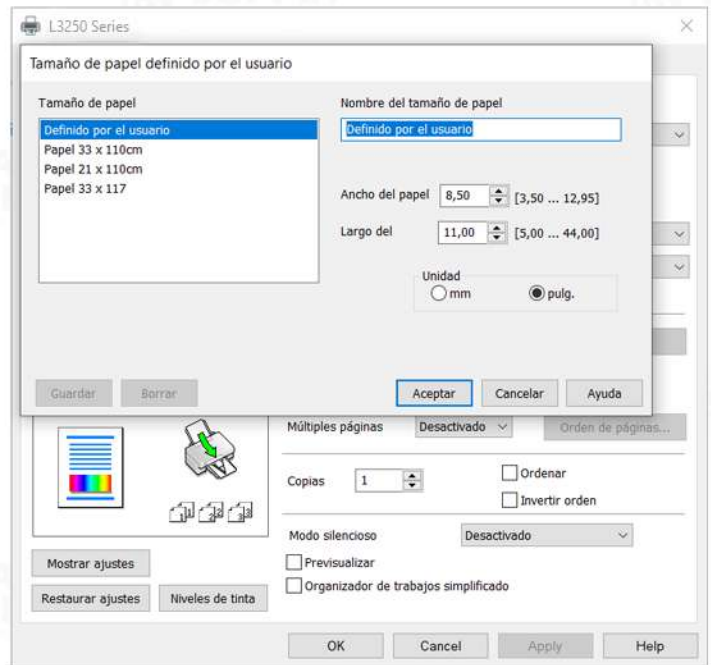 L3250 Series
Tamaño de papel definido por el usuario
Tamaño de papel
Definido por el usuario
Papel 33 x 110cm
Papel 21 x 110cm
Papel 33 x 117
Nombre del tamaño de papel
Definido por el usuario
Ancho del papel 8,50 [3,50 ... 12,95]
Largo del 11,00 [5,00 ... 44,00]
Unidad
mm pulg.
Guardar Borrar Aceptar Cancelar Ayuda
Múltiples páginas Desactivado Orden de páginas...
Copias 1 Ordenar
Invertir orden
Modo silencioso Desactivado
Previsualizar
Organizador de trabajos simplificado
Mostrar ajustes
Restaurar ajustes Niveles de tinta
OK Cancel Apply Help